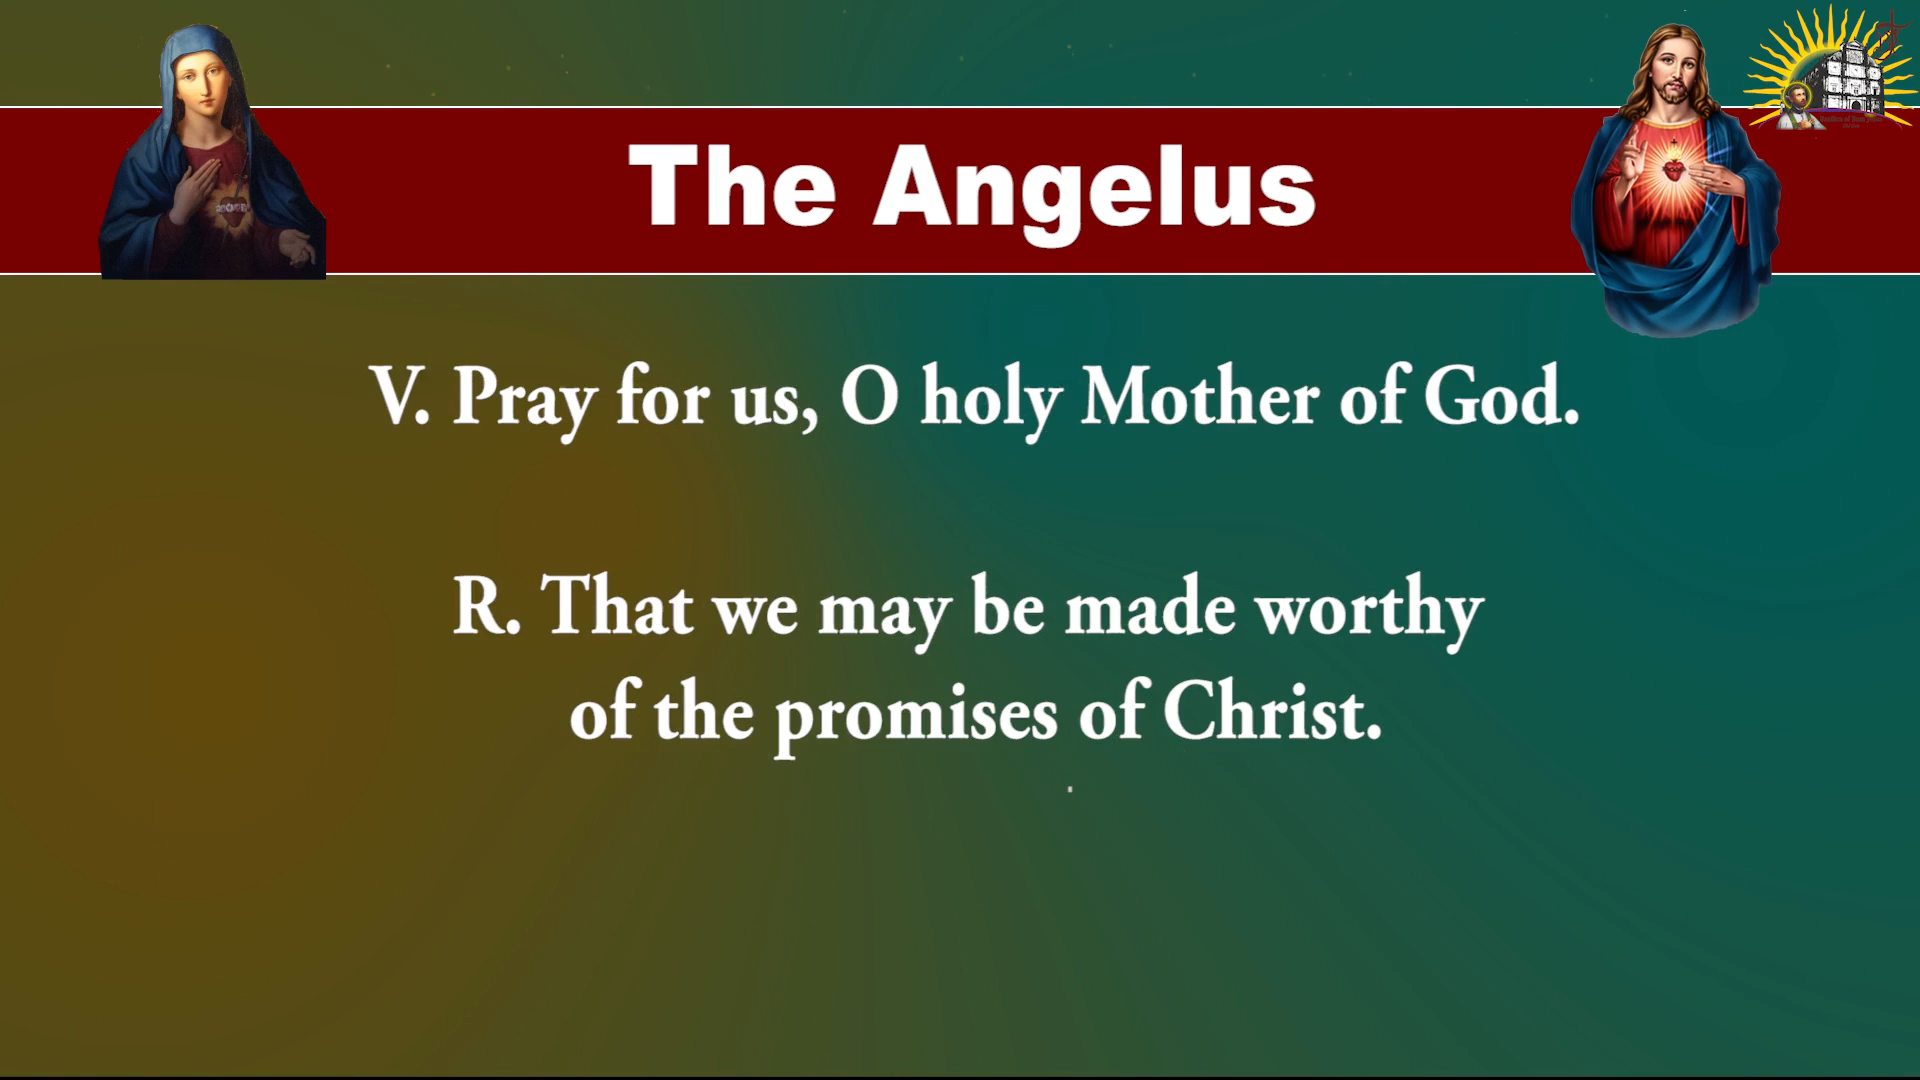 The Angelus
V. Pray for us, O holy Mother of God.
R. That we may be made worthy
of the promises of Christ.